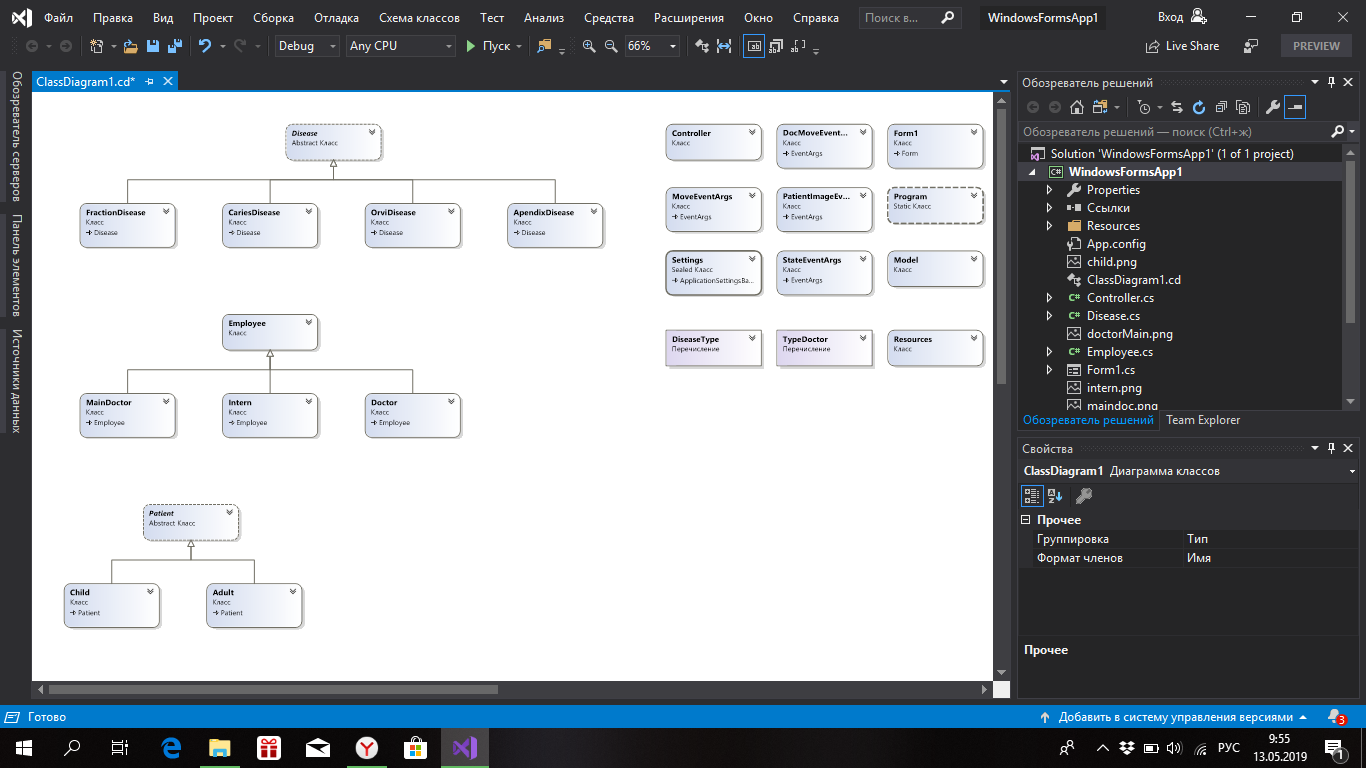 Файл Правка Вид Проект Сборка Отладка Схема классов Тест Анализ Средства Расширения Окно Справка Поиск в... WindowsFormsApp1 Вход
Debug Any CPU Пуск 66% Live Share PREVIEW
Обозреватель серверов
Панель элементов
Источники данных
ClassDiagram1.cd*
Disease
Abstract Класс
FractionDisease
Класс
Disease
CariesDisease
Класс
Disease
OrviDisease
Класс
Disease
ApendixDisease
Класс
Disease
Employee
Класс
MainDoctor
Класс
Employee
Intern
Класс
Employee
Doctor
Класс
Employee
Patient
Abstract Класс
Child
Класс
Patient
Adult
Класс
Patient
Controller
Класс
DocMoveEvent...
Класс
EventArgs
Form1
Класс
Form
MoveEventArgs
Класс
EventArgs
PatientImageEv...
Класс
EventArgs
Program
Static Класс
Settings
Sealed Класс
ApplicationSettingsBa...
StateEventArgs
Класс
EventArgs
Model
Класс
DiseaseType
Перечисление
TypeDoctor
Перечисление
Resources
Класс
Обозреватель решений
Обозреватель решений — поиск (Ctrl+ж)
Solution 'WindowsFormsApp1' (1 of 1 project)
C# WindowsFormsApp1
Properties
Ссылки
Resources
App.config
child.png
ClassDiagram1.cd
C# Controller.cs
C# Disease.cs
doctorMain.png
C# Employee.cs
Form1.cs
intern.png
maindoc.png
Обозреватель решений Team Explorer
Свойства
ClassDiagram1 Диаграмма классов
Прочее
Группировка Тип
Формат членов Имя
Прочее
Готово Добавить в систему управления версиями 3
РУС 9:55
13.05.2019 1